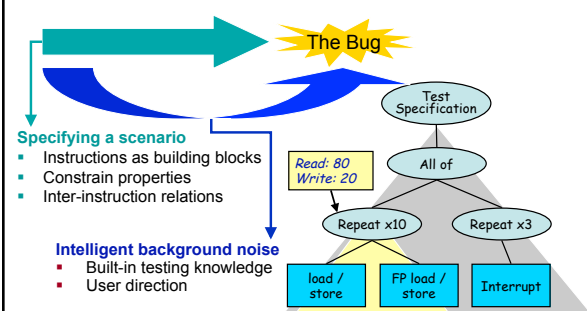 The Bug
Specifying a scenario
▪ Instructions as building blocks
▪ Constrain properties
▪ Inter-instruction relations
Intelligent background noise
▪ Built-in testing knowledge
▪ User direction
Test
Specification
All of
Read: 80
Write: 20
Repeat x10
Repeat x3
load /
store
FP load /
store
Interrupt